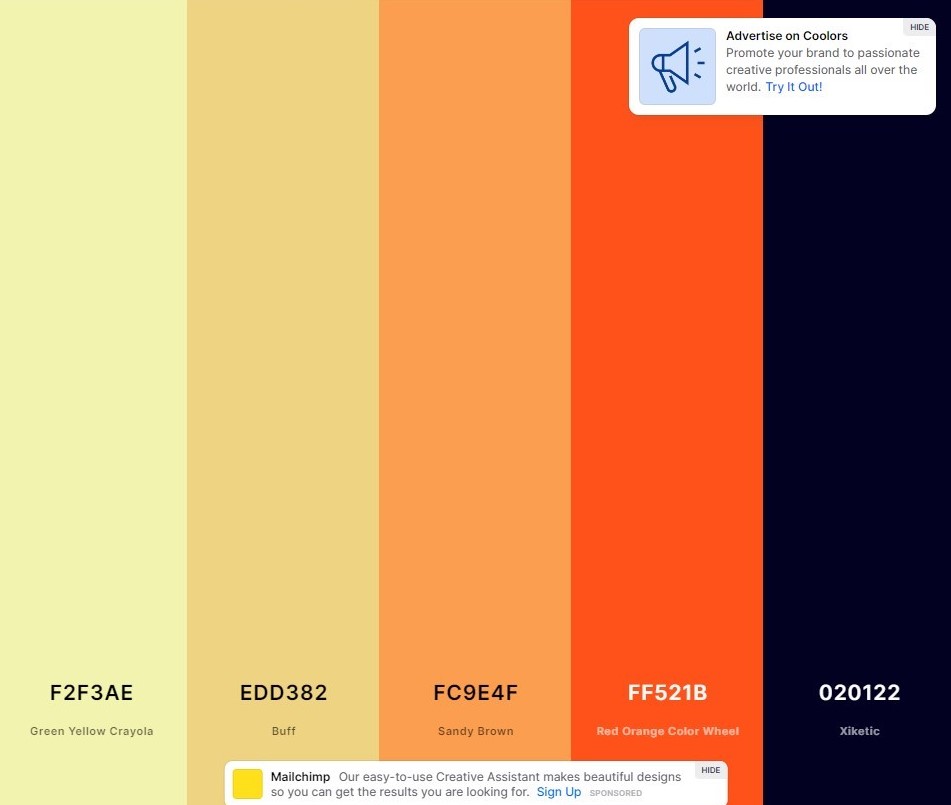 HIDE
Advertise on Coolors
Promote your brand to passionate
creative professionals all over the
world. Try It Out!
F2F3AE
EDD382
FC9E4F
FF521B
020122
Green Yellow Crayola
Buff
Sandy Brown
Red Orange Color Wheel
Xiketic
HIDE
Mailchimp Our easy-to-use Creative Assistant makes beautiful designs
so you can get the results you are looking for. Sign Up SPONSORED